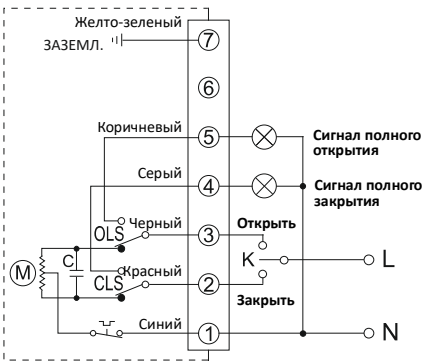 Желто-зеленый
ЗАЗЕМЛ.
7
6
Коричневый
5
Сигнал полного
открытия
Серый
4
Сигнал полного
закрытия
Черный
3
Открыть
OLS
C
K
L
M
CLS
Красный
2
Закрыть
Синий
1
N